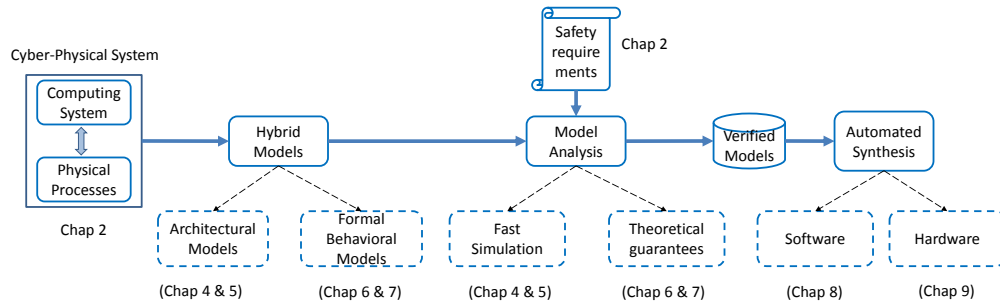 Cyber-Physical System
Computing
System
Physical
Processes
Chap 2
Hybrid
Models
Architectural
Models
(Chap 4 & 5)
Formal
Behavioral
Models
(Chap 6 & 7)
Safety
require
ments
Chap 2
Model
Analysis
Fast
Simulation
(Chap 4 & 5)
Theoretical
guarantees
(Chap 6 & 7)
Verified
Models
Automated
Synthesis
Software
(Chap 8)
Hardware
(Chap 9)